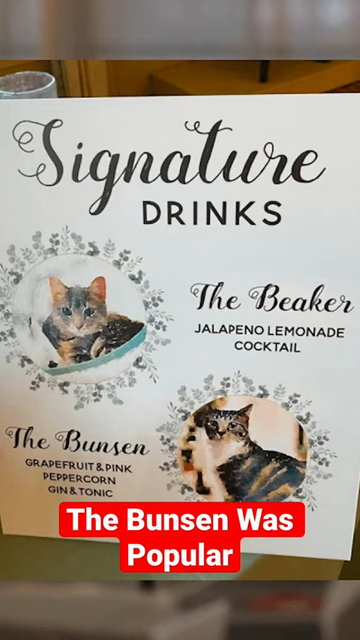 Signature
DRINKS
The Beaker
JALAPENO LEMONADE
COCKTAIL
The Bunsen
GRAPEFRUIT & PINK
PEPPERCORN
GIN & TONIC
The Bunsen Was
Popular